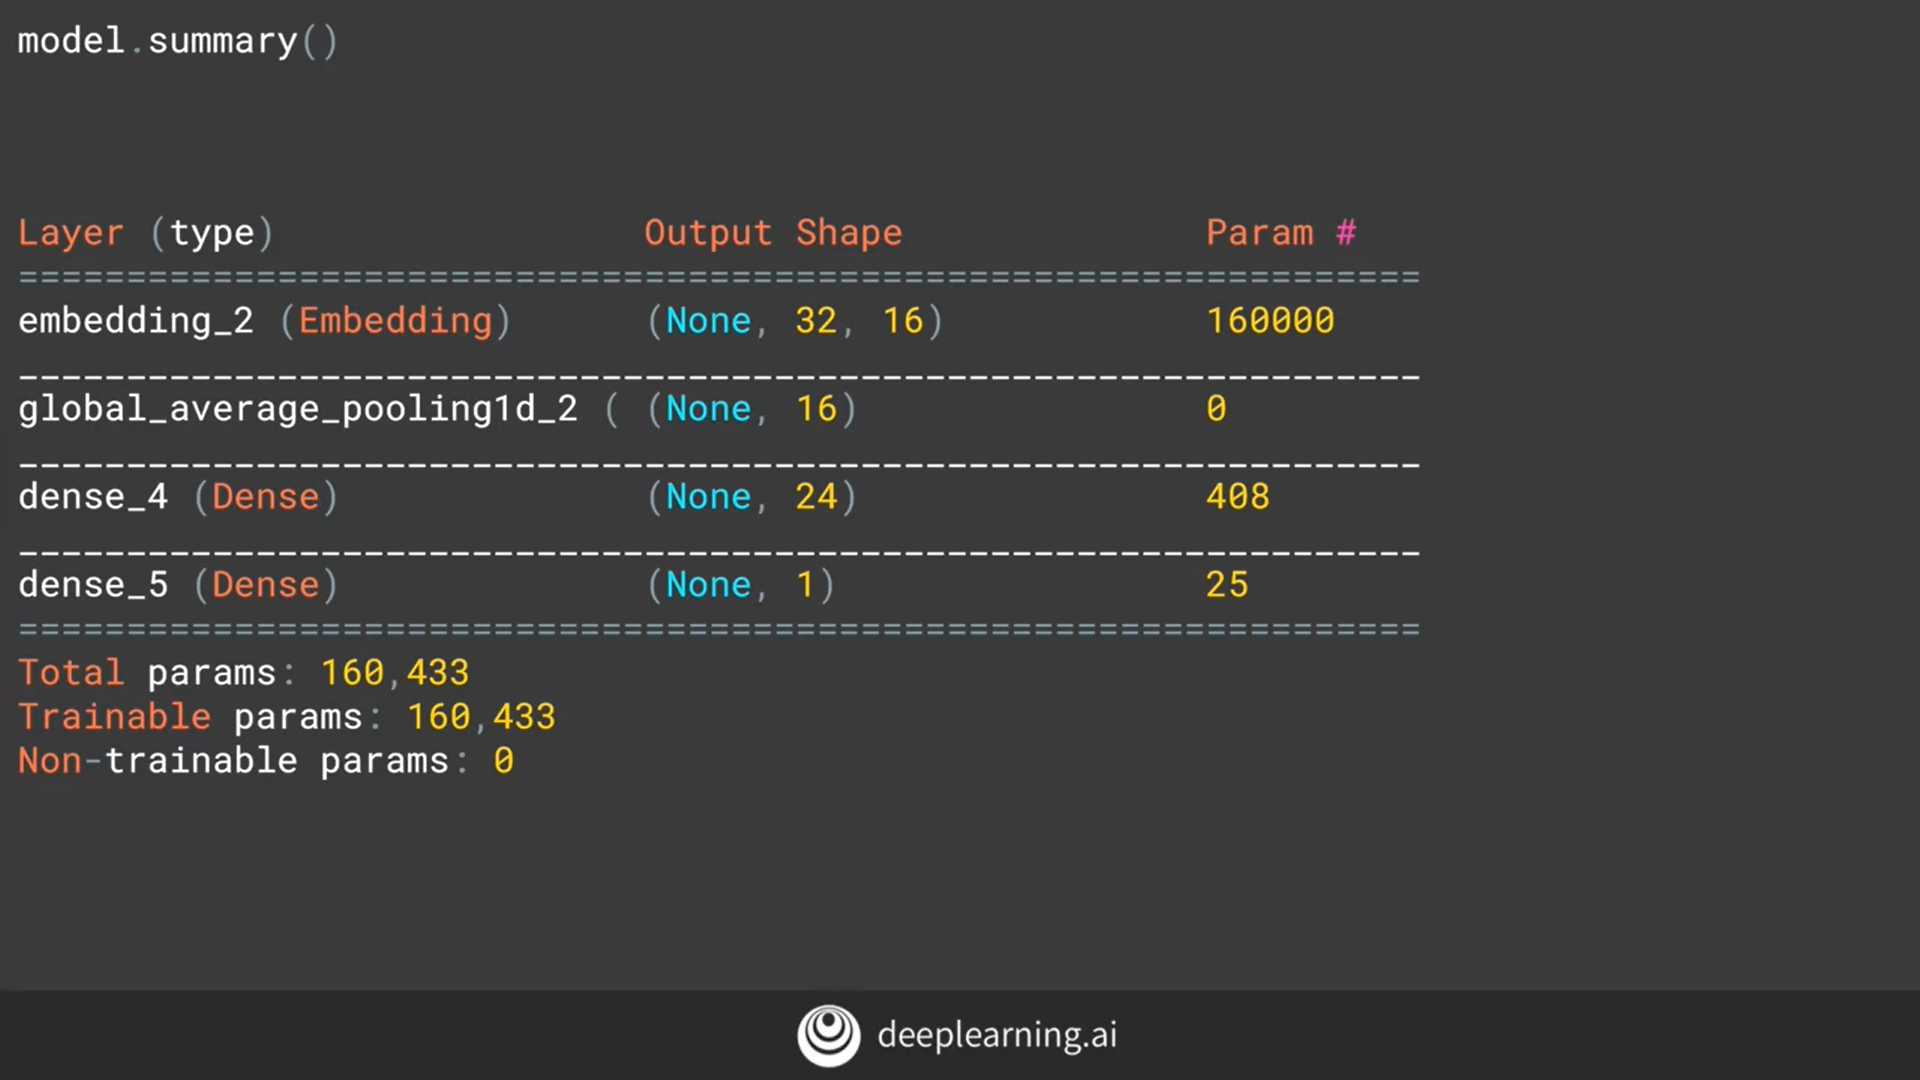 model.summary()
Layer (type) Output Shape Param #
=================================================================
embedding_2 (Embedding) (None, 32, 16) 160000
_________________________________________________________________
global_average_pooling1d_2 ( (None, 16) 0
_________________________________________________________________
dense_4 (Dense) (None, 24) 408
_________________________________________________________________
dense_5 (Dense) (None, 1) 25
=================================================================
Total params: 160,433
Trainable params: 160,433
Non-trainable params: 0
deeplearning.ai